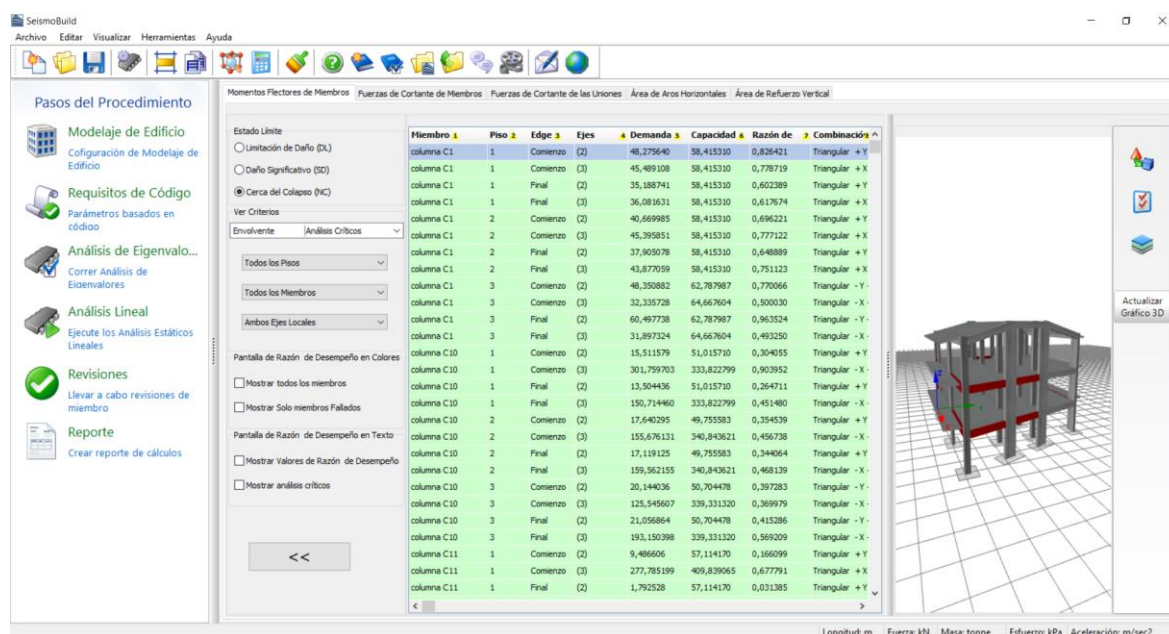 SeismoBuild
Archivo Editar Visualizar Herramientas Ayuda
Pasos del Procedimiento
Modelaje de Edificio
Cofiguración de Modelaje de
Edificio
Requisitos de Código
Parámetros basados en
código
Análisis de Eigenvalo...
Correr Análisis de
Eigenvalores
Análisis Lineal
Ejecute los Análisis Estáticos
Lineales
Revisiones
Llevar a cabo revisiones de
miembro
Reporte
Crear reporte de cálculos
Momentos Flectores de Miembros Fuerzas de Cortante de Miembros Fuerzas de Cortante de las Uniones Área de Aros Horizontales Área de Refuerzo Vertical
Estado Límite
Limitación de Daño (DL)
Daño Significativo (SD)
Cerca del Colapso (NC)
Ver Criterios
Envolvente Análisis Críticos
Todos los Pisos
Todos los Miembros
Ambos Ejes Locales
Pantalla de Razón de Desempeño en Colores
Mostrar todos los miembros
Mostrar Solo miembros Fallados
Pantalla de Razón de Desempeño en Texto
Mostrar Valores de Razón de Desempeño
Mostrar análisis críticos
<<
Miembro 1 Piso 2 Edge 3 Ejes 4 Demanda 5 Capacidad 6 Razón de 7 Combinación
columna C1 1 Comienzo (2) 48,275640 58,415310 0,826421 Triangular + Y
columna C1 1 Comienzo (3) 45,489108 58,415310 0,778719 Triangular + X
columna C1 1 Final (2) 35,188741 58,415310 0,602389 Triangular + Y
columna C1 1 Final (3) 36,081631 58,415310 0,617674 Triangular + X
columna C1 2 Comienzo (2) 40,669985 58,415310 0,696221 Triangular + Y
columna C1 2 Comienzo (3) 45,395851 58,415310 0,777122 Triangular + X
columna C1 2 Final (2) 37,905078 58,415310 0,648889 Triangular + Y
columna C1 2 Final (3) 43,877059 58,415310 0,751123 Triangular + X
columna C1 3 Comienzo (2) 48,350882 62,787987 0,770066 Triangular - Y -
columna C1 3 Comienzo (3) 32,335728 64,667604 0,500030 Triangular - X -
columna C1 3 Final (2) 60,497738 62,787987 0,963524 Triangular - Y -
columna C1 3 Final (3) 31,897324 64,667604 0,493250 Triangular - X -
columna C10 1 Comienzo (2) 15,511579 51,015710 0,304055 Triangular + Y
columna C10 1 Comienzo (3) 301,759703 333,822799 0,903952 Triangular - X -
columna C10 1 Final (2) 13,504436 51,015710 0,264711 Triangular + Y
columna C10 1 Final (3) 150,714460 333,822799 0,451480 Triangular - X -
columna C10 2 Comienzo (2) 17,640295 49,755583 0,354539 Triangular + Y
columna C10 2 Comienzo (3) 155,676131 340,843621 0,456738 Triangular - X -
columna C10 2 Final (2) 17,119125 49,755583 0,344064 Triangular + Y
columna C10 2 Final (3) 159,562155 340,843621 0,468139 Triangular - X -
columna C10 3 Comienzo (2) 20,144036 50,704478 0,397283 Triangular - Y -
columna C10 3 Comienzo (3) 125,545607 339,331320 0,369979 Triangular - X -
columna C10 3 Final (2) 21,056864 50,704478 0,415286 Triangular + Y -
columna C10 3 Final (3) 193,150398 339,331320 0,569209 Triangular - X -
columna C11 1 Comienzo (2) 9,486606 57,114170 0,166099 Triangular + Y
columna C11 1 Comienzo (3) 277,785199 409,839065 0,677791 Triangular + X
columna C11 1 Final (2) 1,792528 57,114170 0,031385 Triangular + Y
Actualizar
Gráfico 3D
Longitud: m Fuerza: kN Masa: tonne Esfuerzo: kPa Aceleración: m/sec2